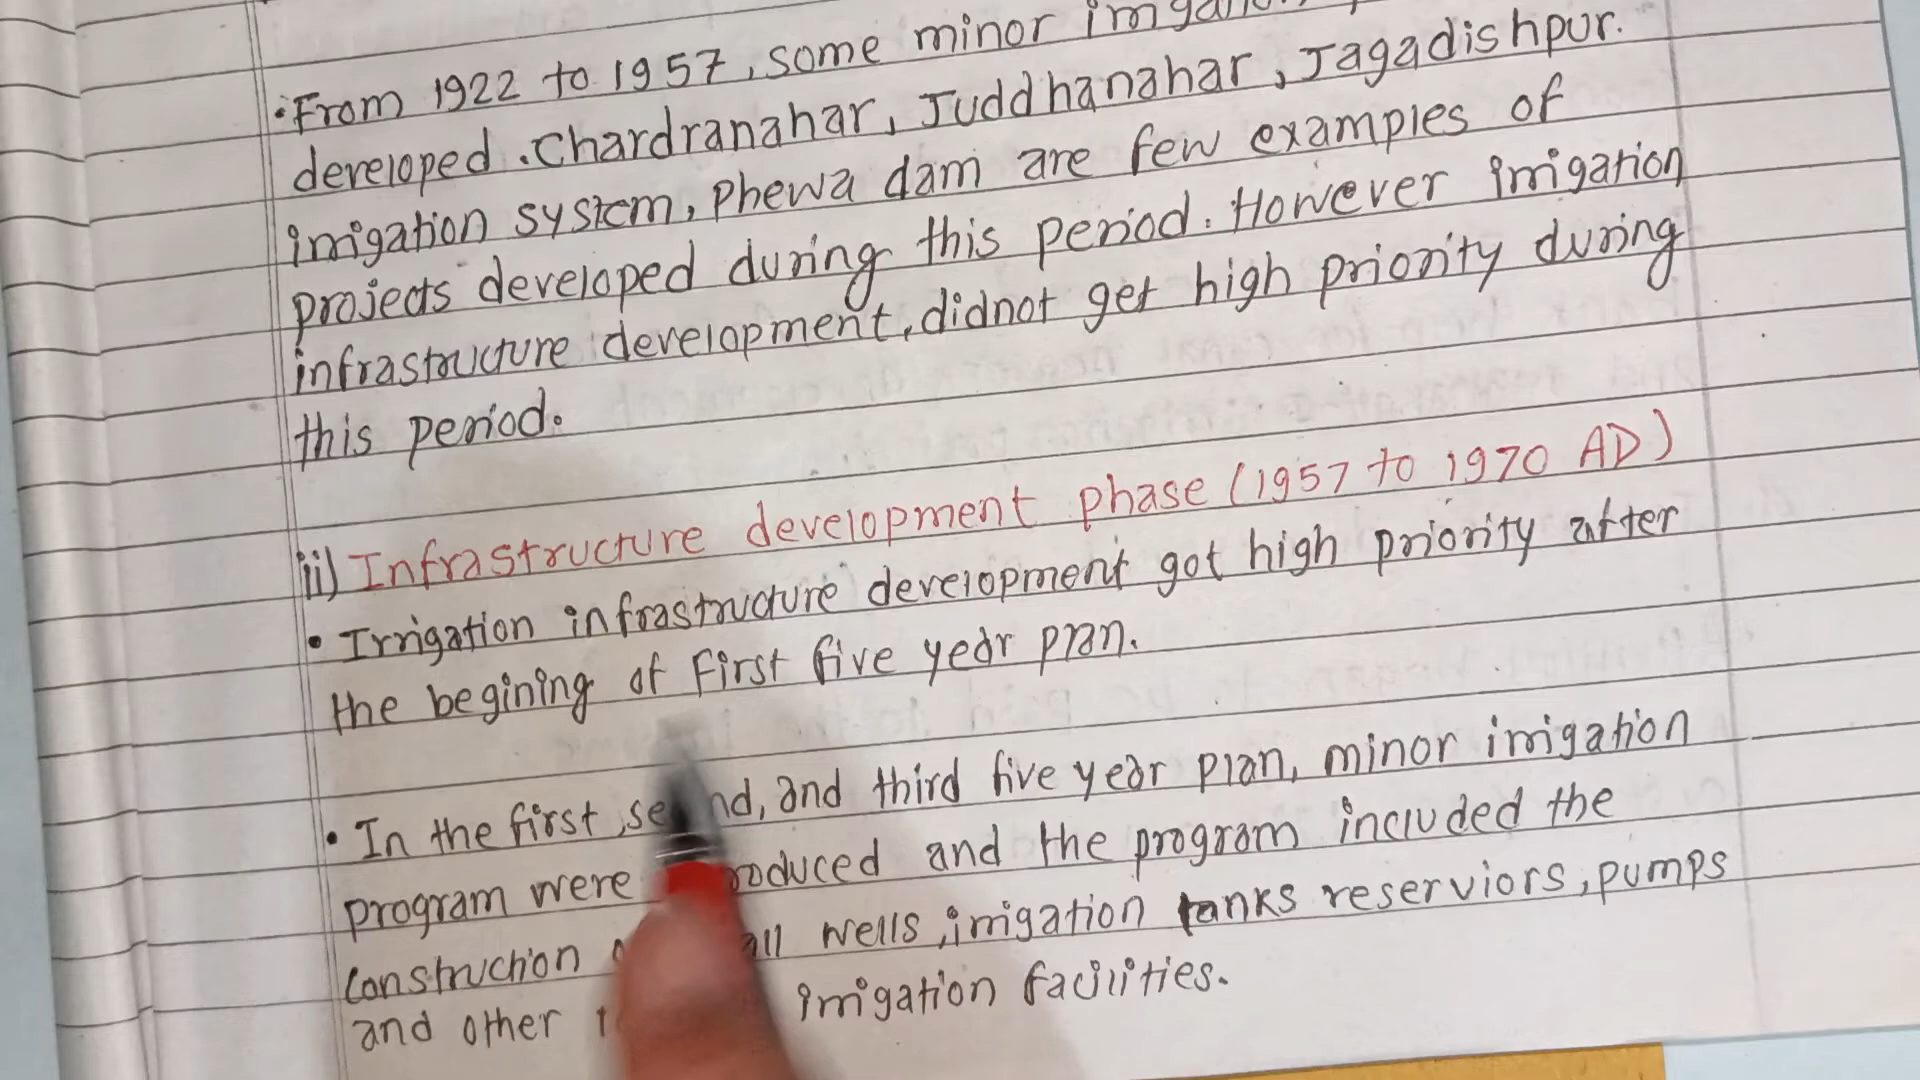 • From 1922 to 1957, some minor
developed. Chardranahar, Juddhanahar, Jagadishpur.
irrigation system, Phewa dam are few examples of
projects developed during this period. However irrigation
infrastructure development, didnot get high priority during
this period.
ii) Infrastructure development phase (1957 to 1970 AD)
• Irrigation infrastructure development got high priority after
the begining of First five year plan.
• In the first, and, and third five year plan, minor irrigation
program were and the program included the
construction wells, irrigation tanks reserviors, pumps
and other irrigation facilities.